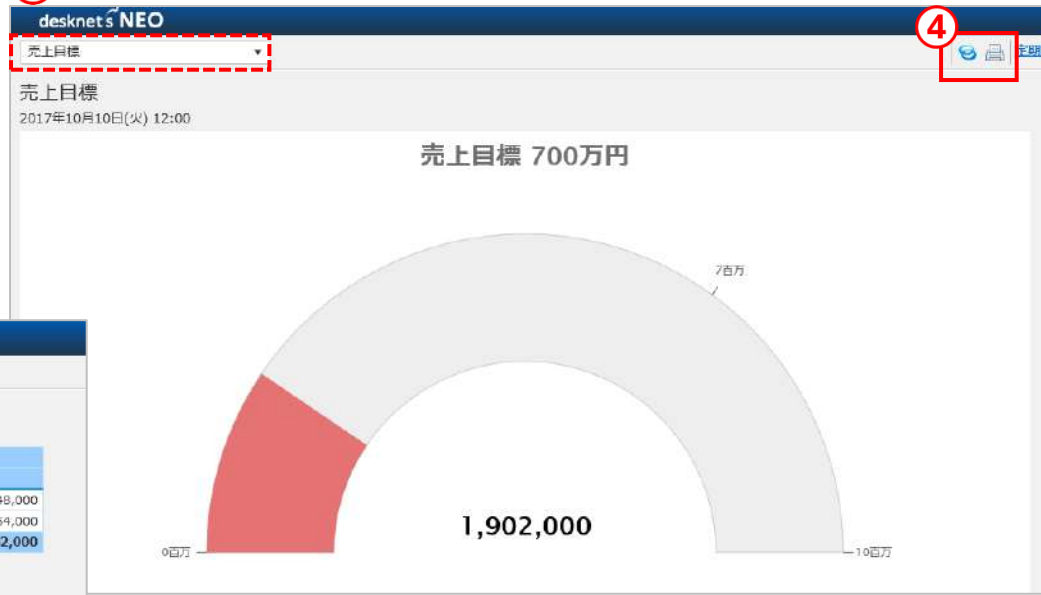 desknet's NEO
売上目標
④
定期
売上目標
2017年10月10日(火) 12:00
売上目標 700万円
7百万
48,000
54,000
2,000
1,902,000
0百万
10百万